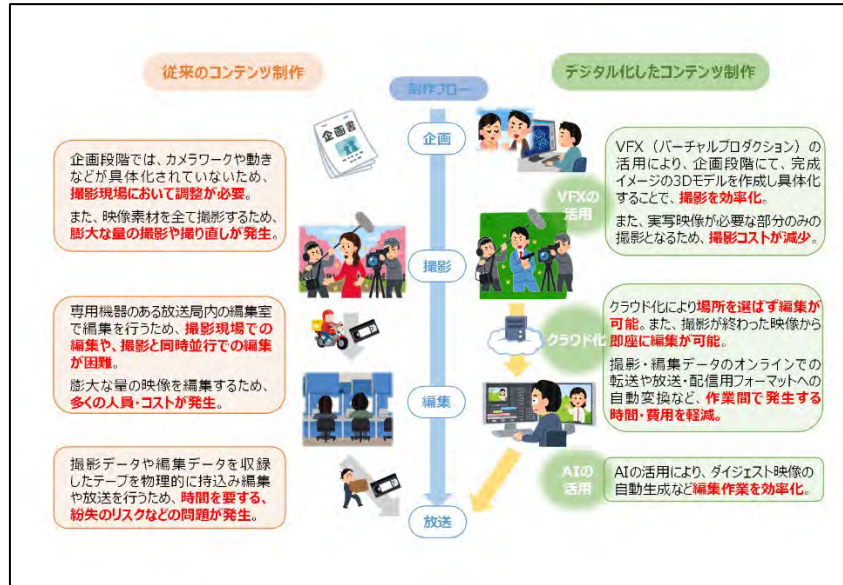 従来のコンテンツ制作
デジタル化したコンテンツ制作
制作フロー
企画書
企画
企画段階では、カメラワークや動き
などが具体化されていないため、
撮影現場において調整が必要。
また、映像素材を全て撮影するため、
膨大な量の撮影や撮り直しが発生。
VFX（バーチャルプロダクション）の
活用により、企画段階にて、完成
イメージの3Dモデルを作成し具体化
することで、撮影を効率化。
また、実写映像が必要な部分のみの
撮影となるため、撮影コストが減少。
VFXの
活用
撮影
専用機器のある放送局内の編集室
で編集を行うため、撮影現場での
編集や、撮影と同時並行での編集
が困難。
膨大な量の映像を編集するため、
多くの人員・コストが発生。
クラウド化により場所を選ばず編集が
可能。また、撮影が終わった映像から
即座に編集が可能。
撮影・編集データのオンラインでの
転送や放送・配信用フォーマットへの
自動変換など、作業間で発生する
時間・費用を軽減。
クラウド化
編集
撮影データや編集データを収録
したテープを物理的に持込み編集
や放送を行うため、時間を要する、
紛失のリスクなどの問題が発生。
AIの
活用
AIの活用により、ダイジェスト映像の
自動生成など編集作業を効率化。
放送